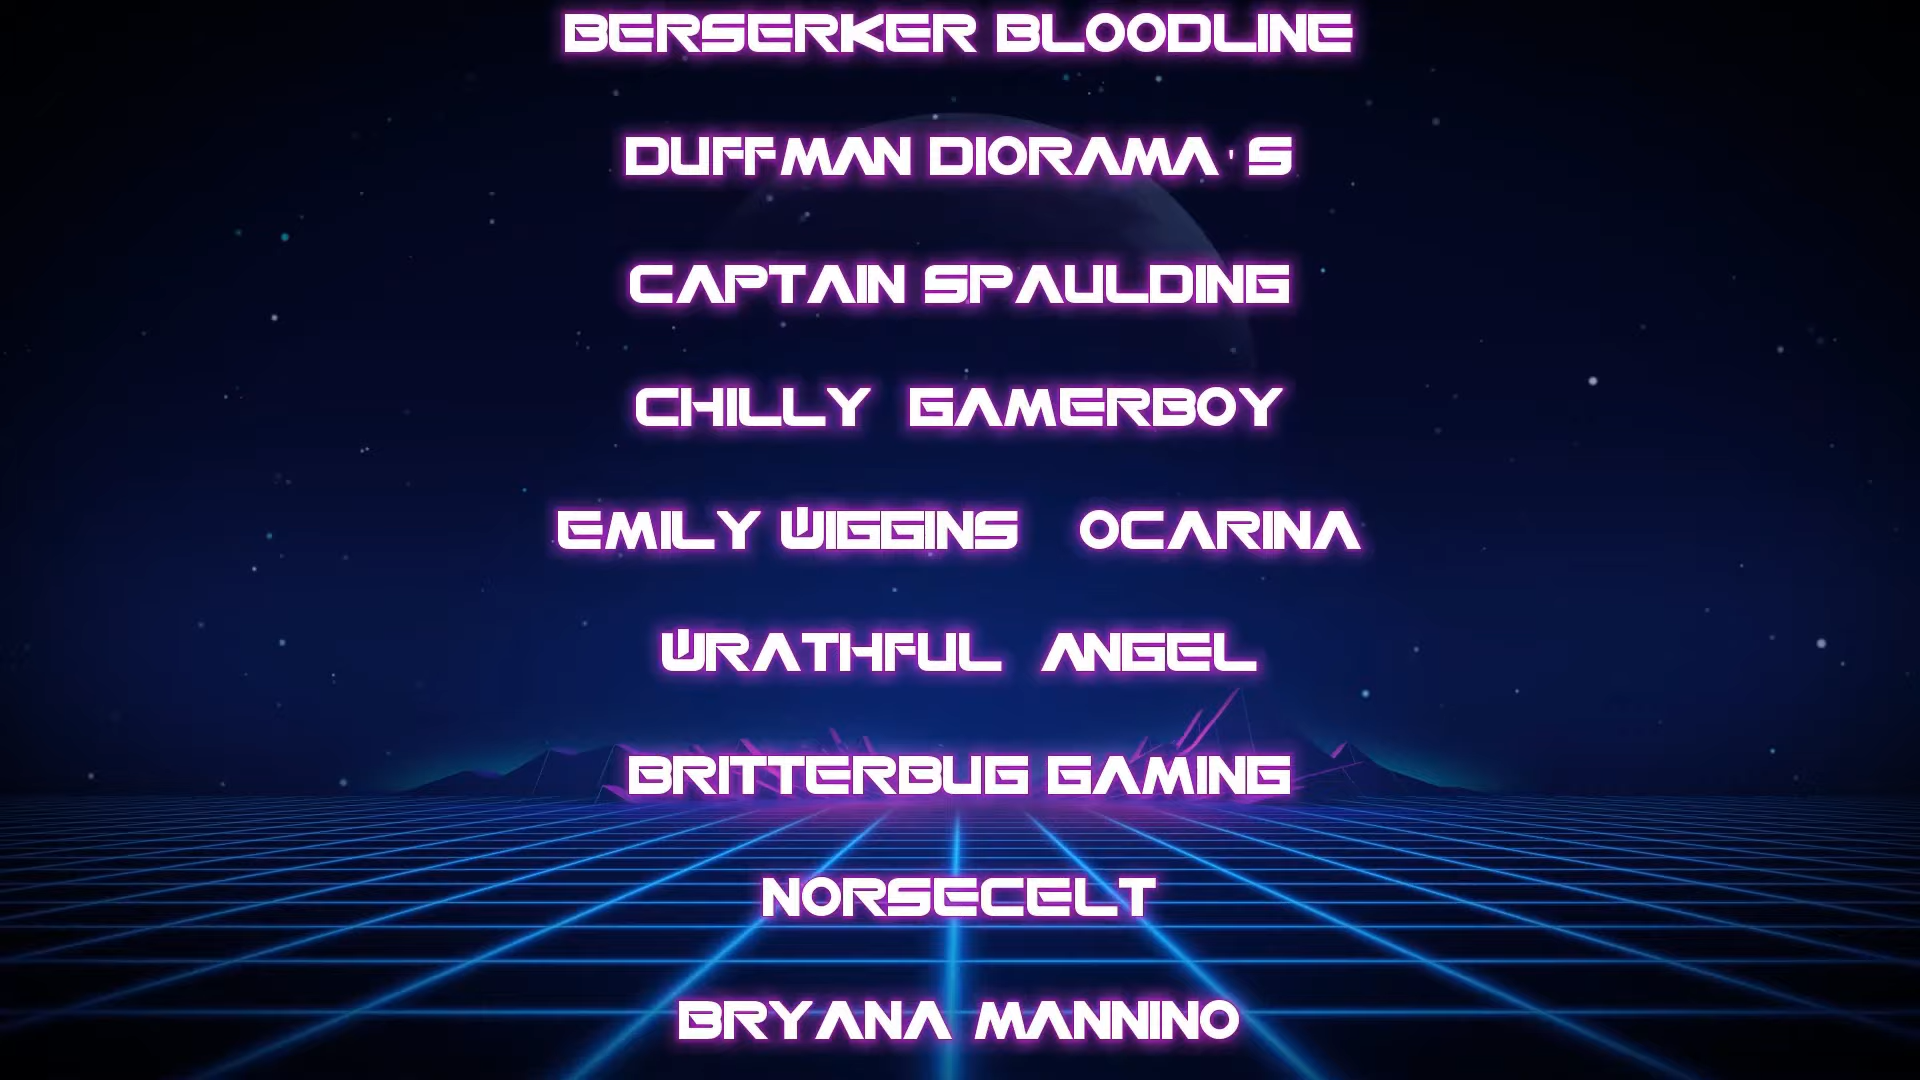 BERSERKER BLOODLINE
DUFFMAN DIORAMA'S
CAPTAIN SPAULDING
CHILLY GAMERBOY
EMILY WIGGINS OCARINA
WRATHFUL ANGEL
BRITTERBUG GAMING
NORSECELT
BRYANA MANNINO